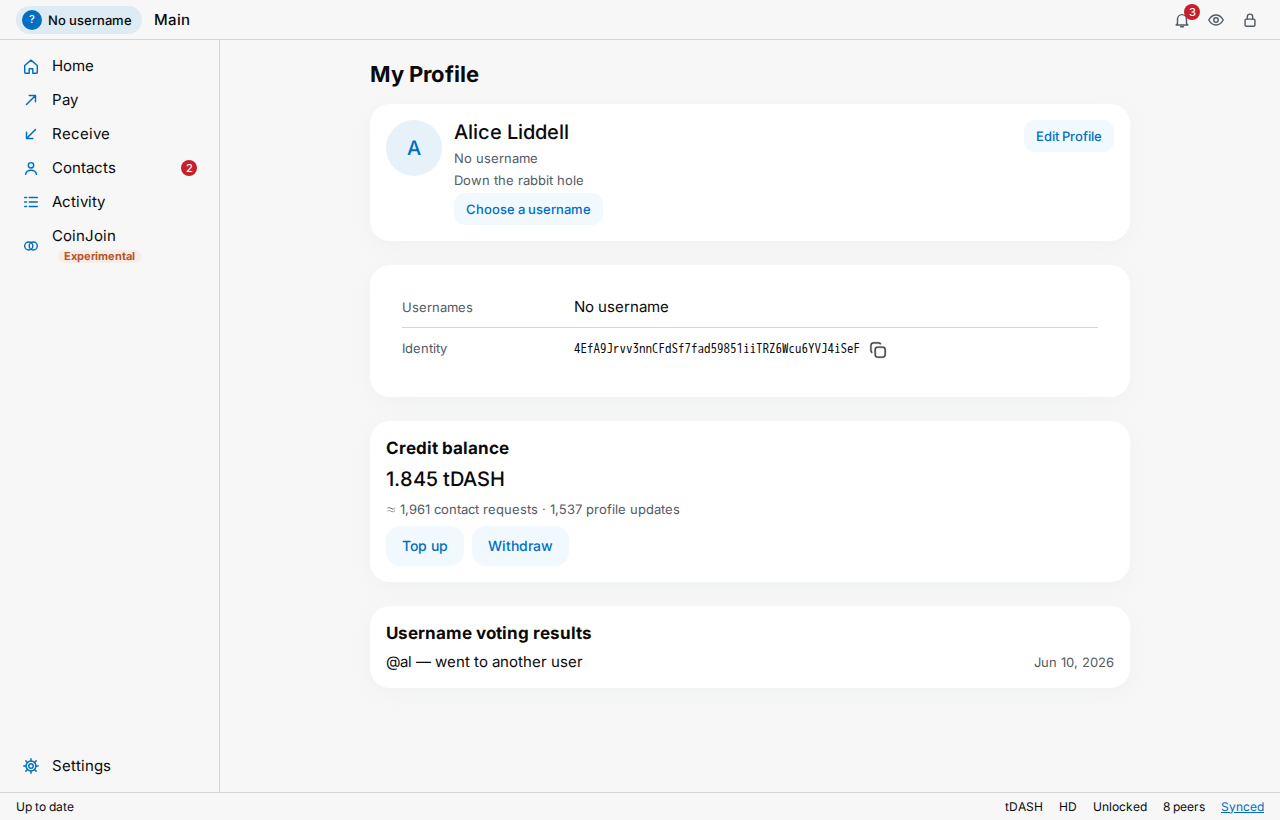 ? No username Main 3
Home
Pay
Receive
Contacts 2
Activity
CoinJoin
Experimental
Settings
My Profile
A
Alice Liddell
No username
Down the rabbit hole
Choose a username
Edit Profile
Usernames No username
Identity 4EfA9Jrvv3nnCFdSf7fad59851iiTRZ6Wcu6YVJ4iSeF
Credit balance
1.845 tDASH
≈ 1,961 contact requests · 1,537 profile updates
Top up Withdraw
Username voting results
@al — went to another user Jun 10, 2026
Up to date tDASH HD Unlocked 8 peers Synced